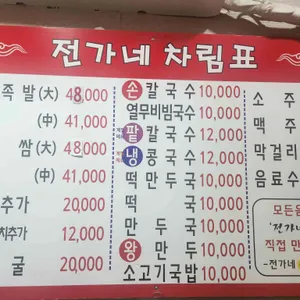 전가네 차림표
족 발(大) 48,000
(中) 41,000
쌈(大) 48,000
(中) 41,000
추가 20,000
치추가 12,000
굴 20,000
손칼국수 10,000
열무비빔국수 10,000
팥칼국수 12,000
냉콩국수 12,000
떡만두국 10,000
떡국 10,000
만두국 10,000
왕만두 10,000
소고기국밥 10,000
소주
맥주
막걸리
음료수
모든음
'전가네
직접 만
-전가네